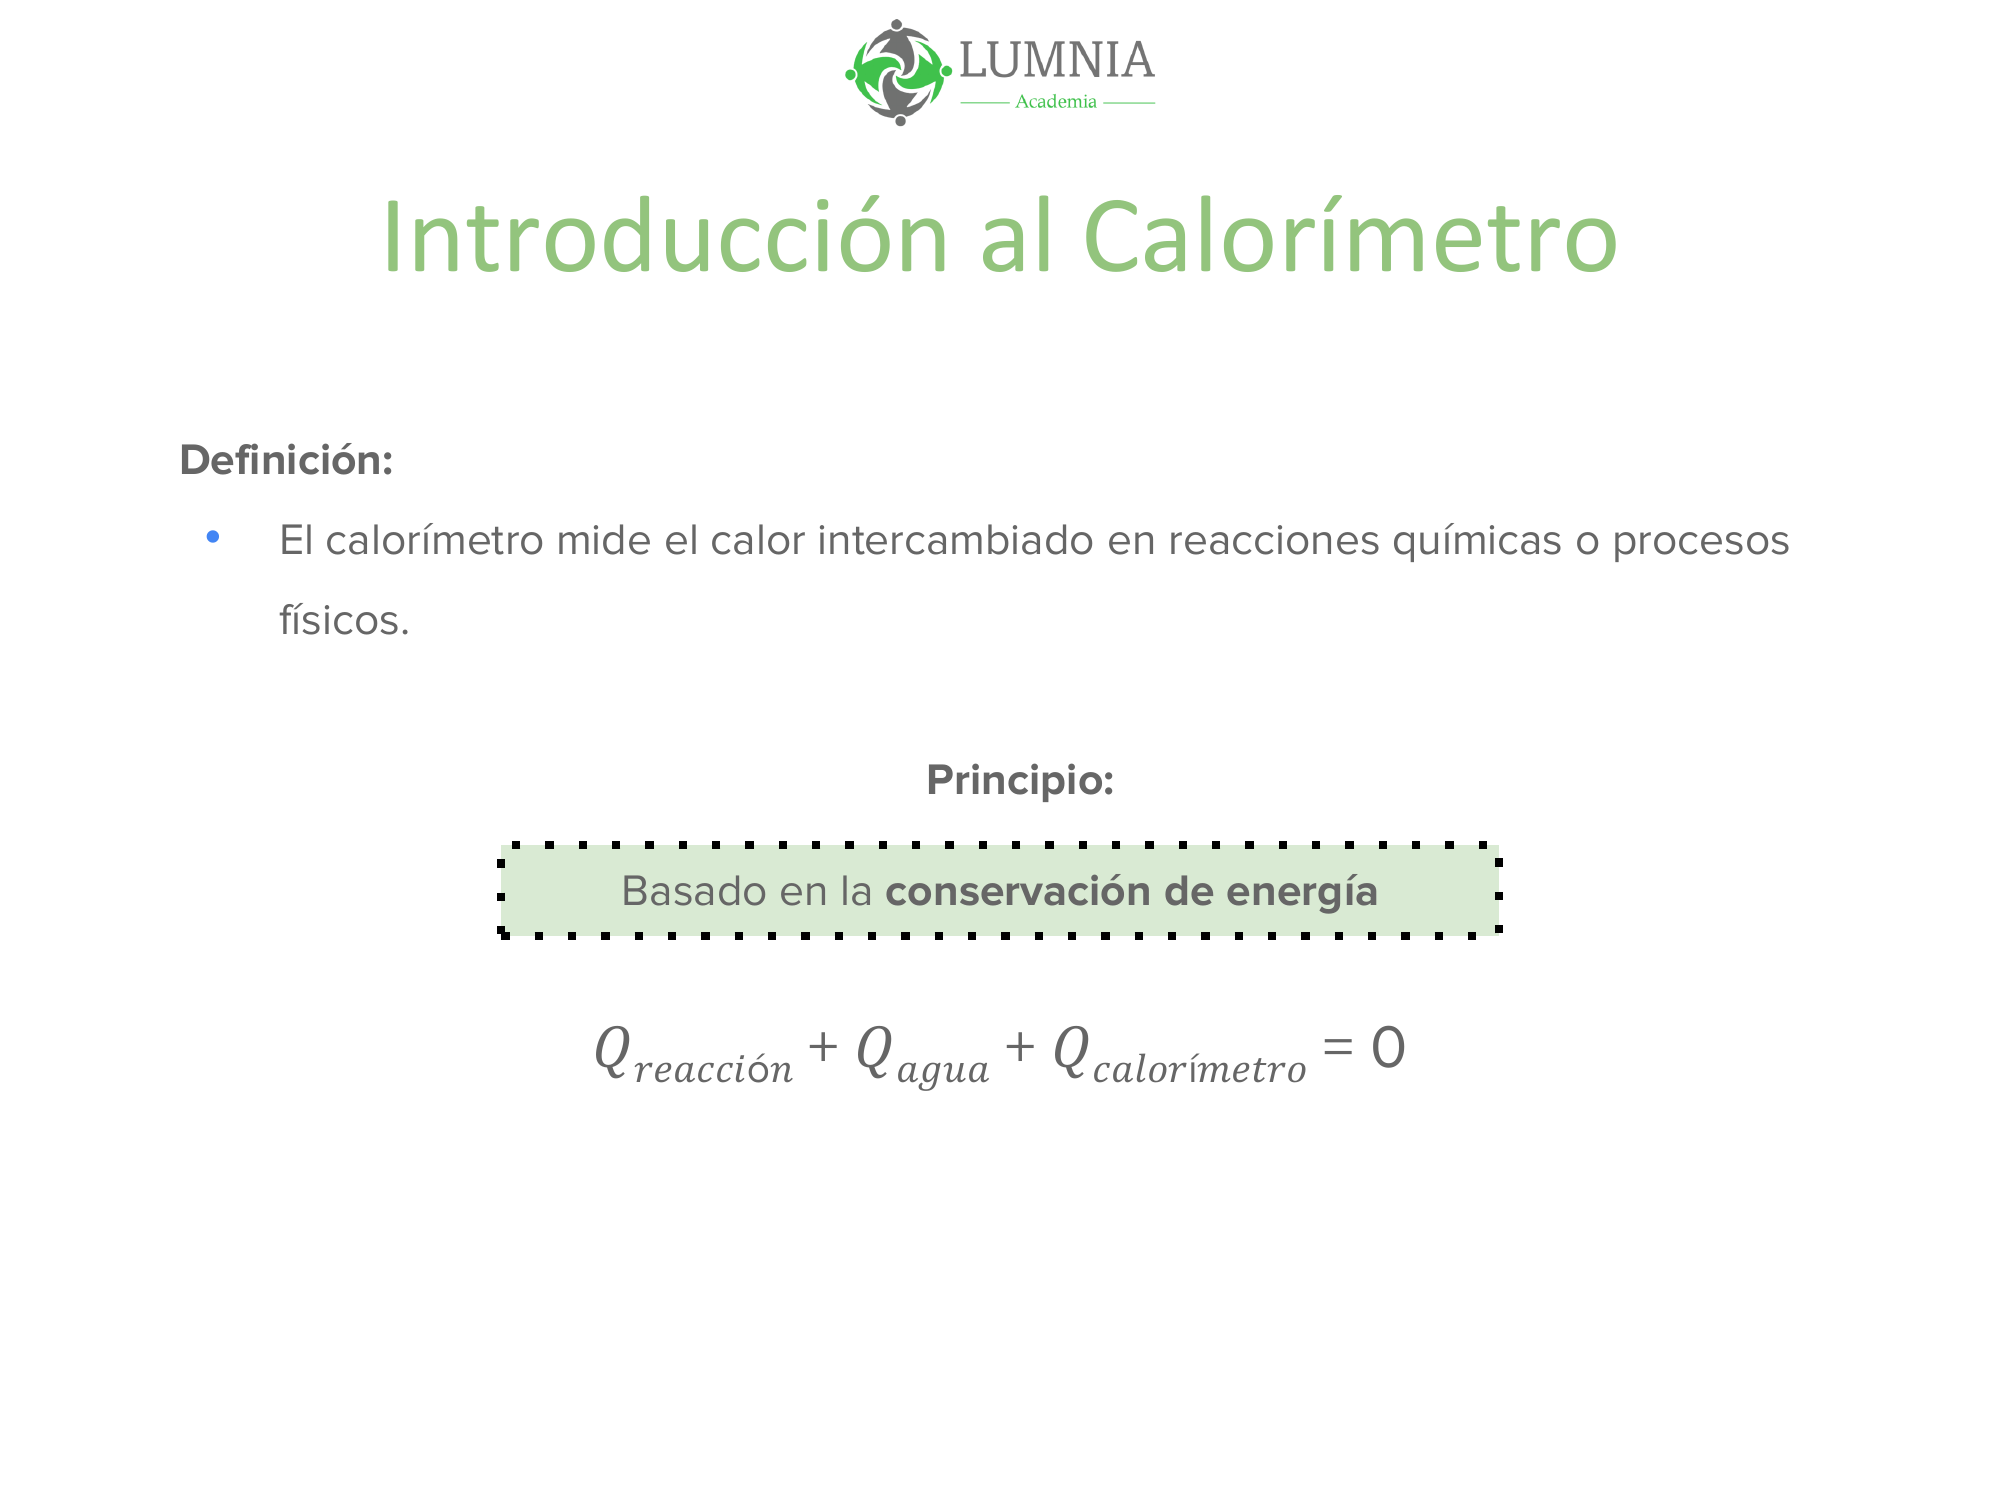 LUMNIA
Academia
Introducción al Calorímetro
Definición:
• El calorímetro mide el calor intercambiado en reacciones químicas o procesos
físicos.
Principio:
Basado en la conservación de energía
Q_{reacción} + Q_{agua} + Q_{calorímetro} = 0